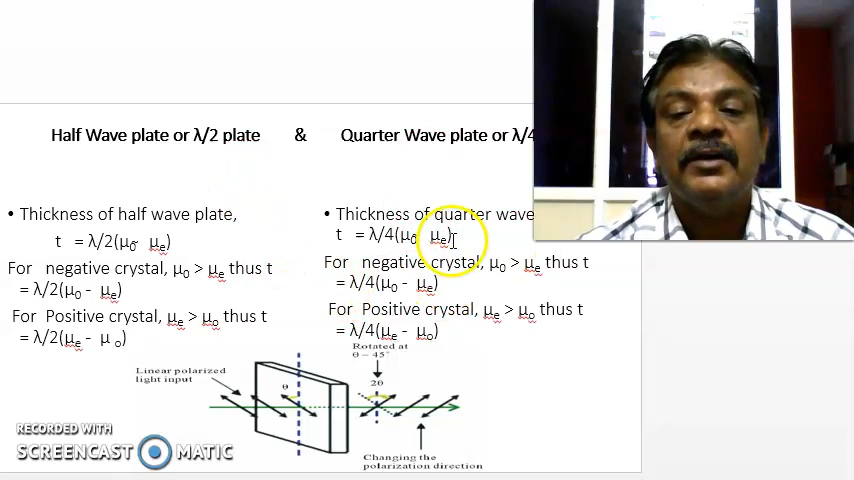 Half Wave plate or λ/2 plate & Quarter Wave plate or λ/4
• Thickness of half wave plate,
t = λ/2(μ0~ μe)
For negative crystal, μ0 > μe thus t
= λ/2(μ0 - μe)
For Positive crystal, μe > μo thus t
= λ/2(μe - μ o)
• Thickness of quarter wave
t = λ/4(μ0~ μe)
For negative crystal, μ0 > μe thus t
= λ/4(μ0 - μe)
For Positive crystal, μe > μo thus t
= λ/4(μe - μo)
Linear polarized
light input
θ
Rotated at
θ – 45°
2θ
Changing the
polarization direction
RECORDED WITH
SCREENCAST MATIC